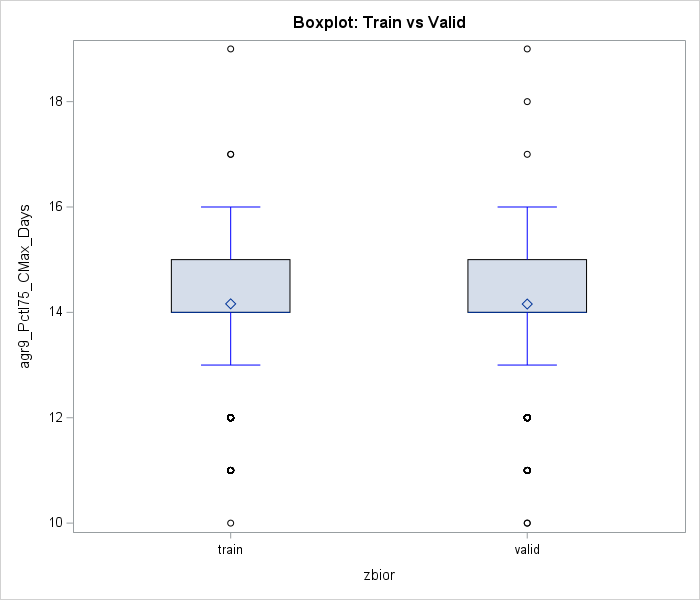 Boxplot: Train vs Valid
agr9_Pctl75_CMax_Days
18
16
14
12
10
train
valid
zbior